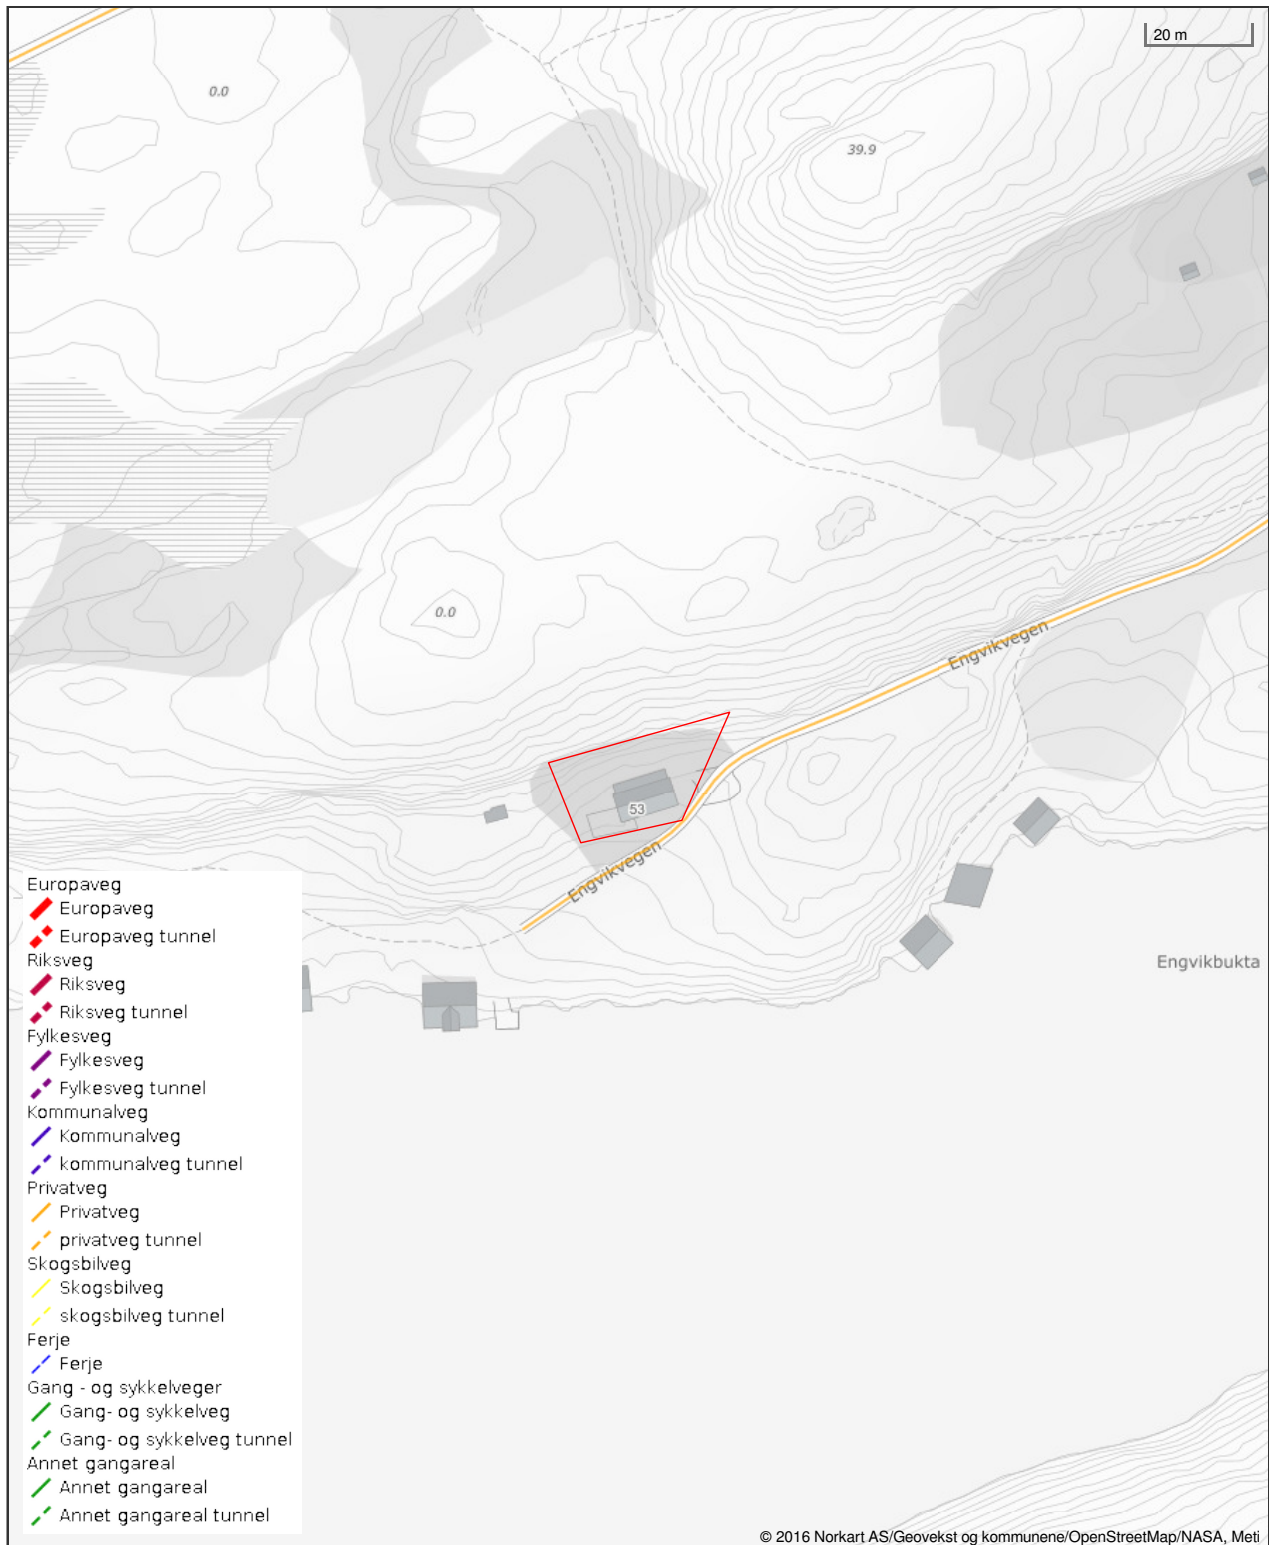 20 m
0.0
39.9
0.0
Engvikvegen
53
Engvikvegen
Engvikbukta
Europaveg
Europaveg
Europaveg tunnel
Riksveg
Riksveg
Riksveg tunnel
Fylkesveg
Fylkesveg
Fylkesveg tunnel
Kommunalveg
Kommunalveg
kommunalveg tunnel
Privatveg
Privatveg
privatveg tunnel
Skogsbilveg
Skogsbilveg
skogsbilveg tunnel
Ferje
Ferje
Gang - og sykkelveger
Gang- og sykkelveg
Gang- og sykkelveg tunnel
Annet gangareal
Annet gangareal
Annet gangareal tunnel
© 2016 Norkart AS/Geovekst og kommunene/OpenStreetMap/NASA, Meti